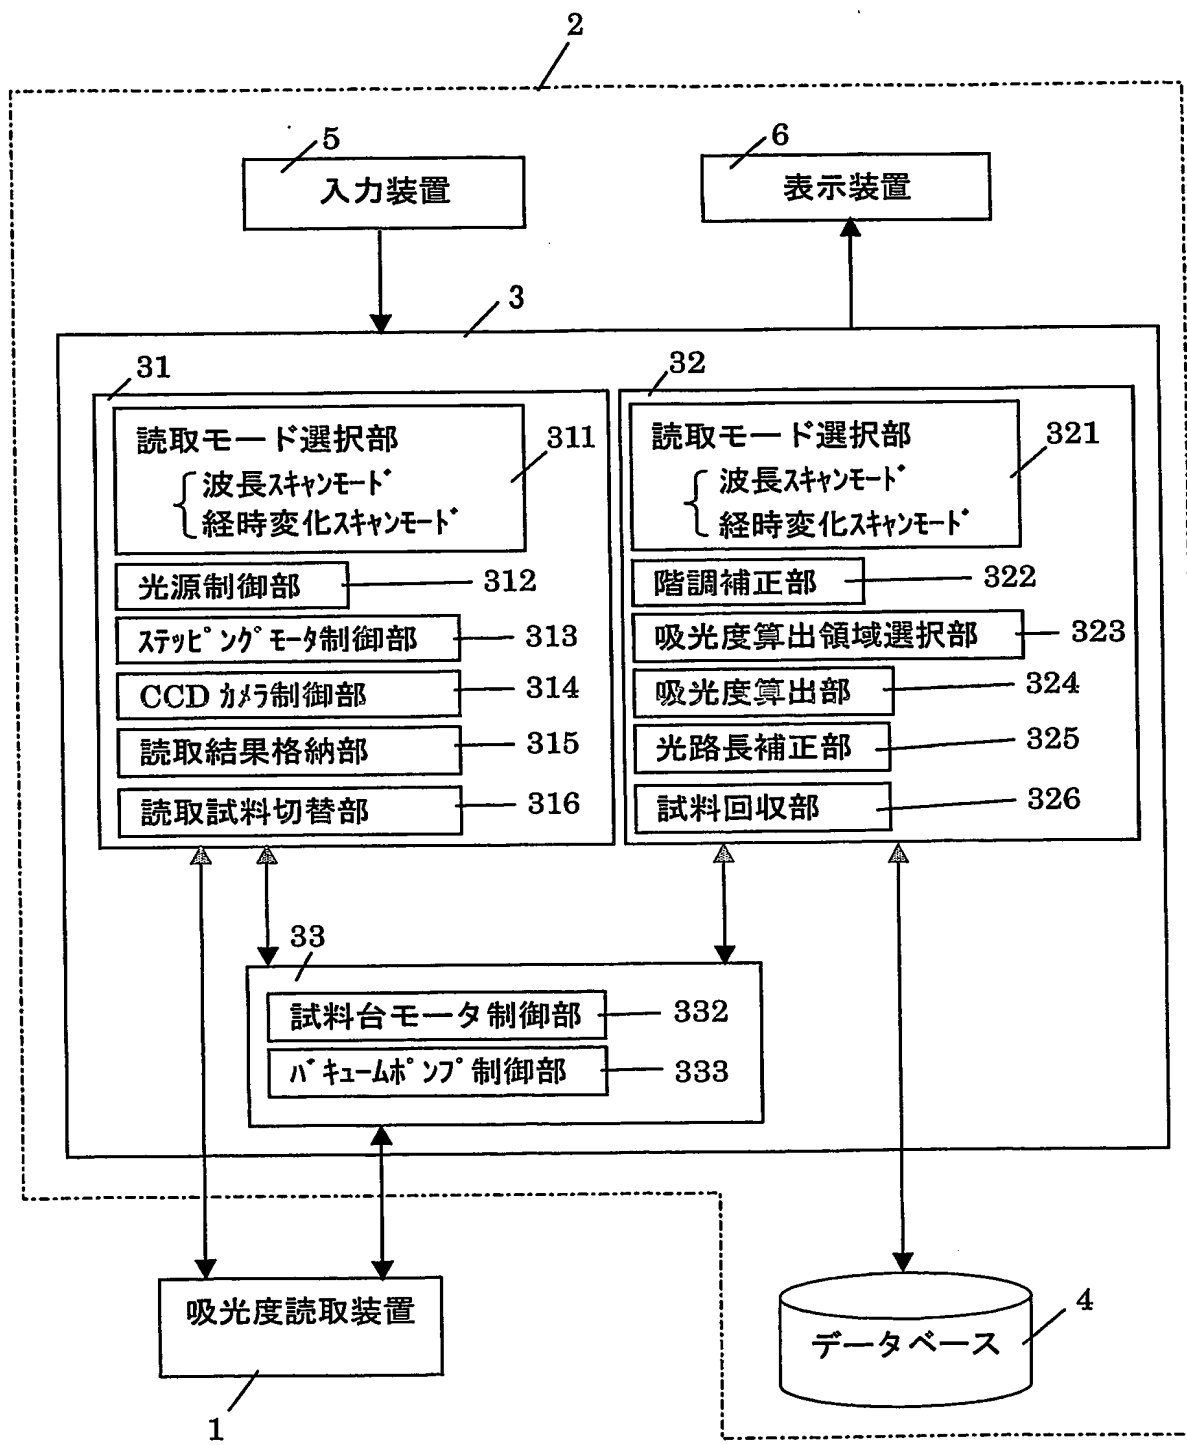 2
5
入力装置
6
表示装置
3
31
読取モード選択部
波長スキャンモード
経時変化スキャンモード
311
光源制御部
312
ステッピングモータ制御部
313
CCDカメラ制御部
314
読取結果格納部
315
読取試料切替部
316
32
読取モード選択部
波長スキャンモード
経時変化スキャンモード
321
階調補正部
322
吸光度算出領域選択部
323
吸光度算出部
324
光路長補正部
325
試料回収部
326
33
試料台モータ制御部
332
バキュームポンプ制御部
333
吸光度読取装置
1
データベース
4